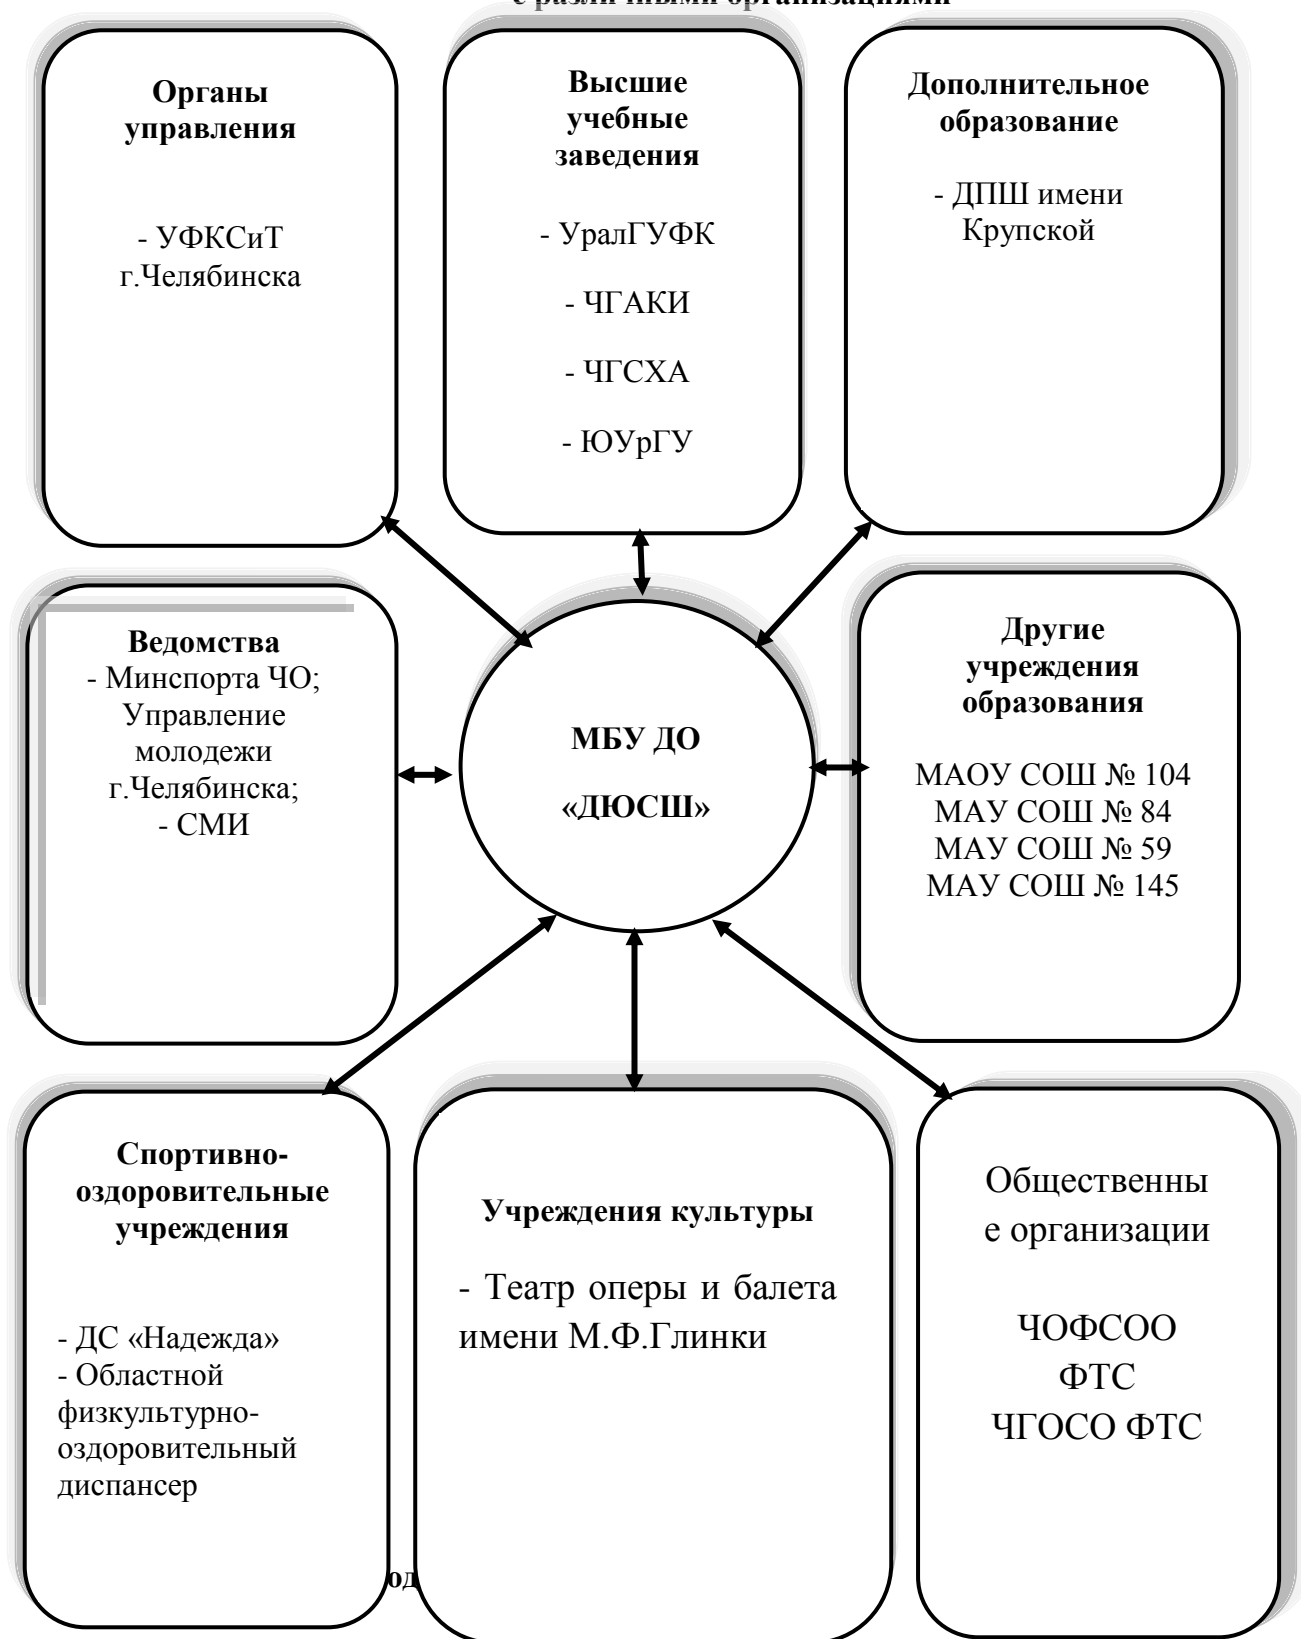 с различными организациями
Органы
управления
- УФКСиТ
г.Челябинска
Высшие
учебные
заведения
- УралГУФК
- ЧГАКИ
- ЧГСХА
- ЮУрГУ
Дополнительное
образование
- ДПШ имени
Крупской
Ведомства
- Минспорта ЧО;
Управление
молодежи
г.Челябинска;
- СМИ
МБУ ДО
«ДЮСШ»
Другие
учреждения
образования
МАОУ СОШ № 104
МАУ СОШ № 84
МАУ СОШ № 59
МАУ СОШ № 145
Спортивно-
оздоровительные
учреждения
- ДС «Надежда»
- Областной
физкультурно-
оздоровительный
диспансер
Учреждения культуры
- Театр оперы и балета
имени М.Ф.Глинки
Общественны
е организации
ЧОФСОО
ФТС
ЧГОСО ФТС